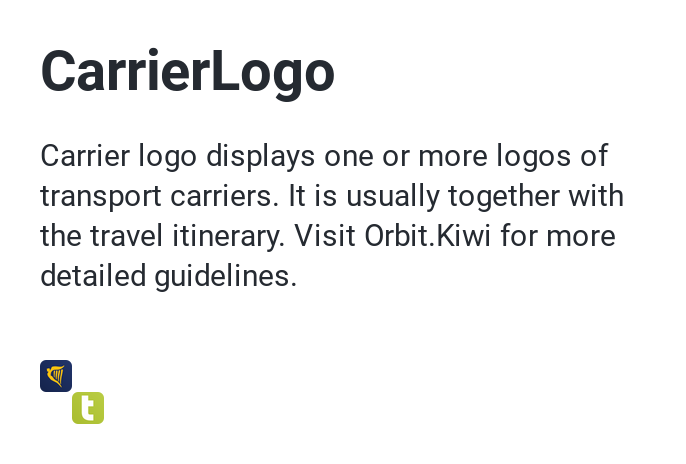 CarrierLogo
Carrier logo displays one or more logos of
transport carriers. It is usually together with
the travel itinerary. Visit Orbit.Kiwi for more
detailed guidelines.
t